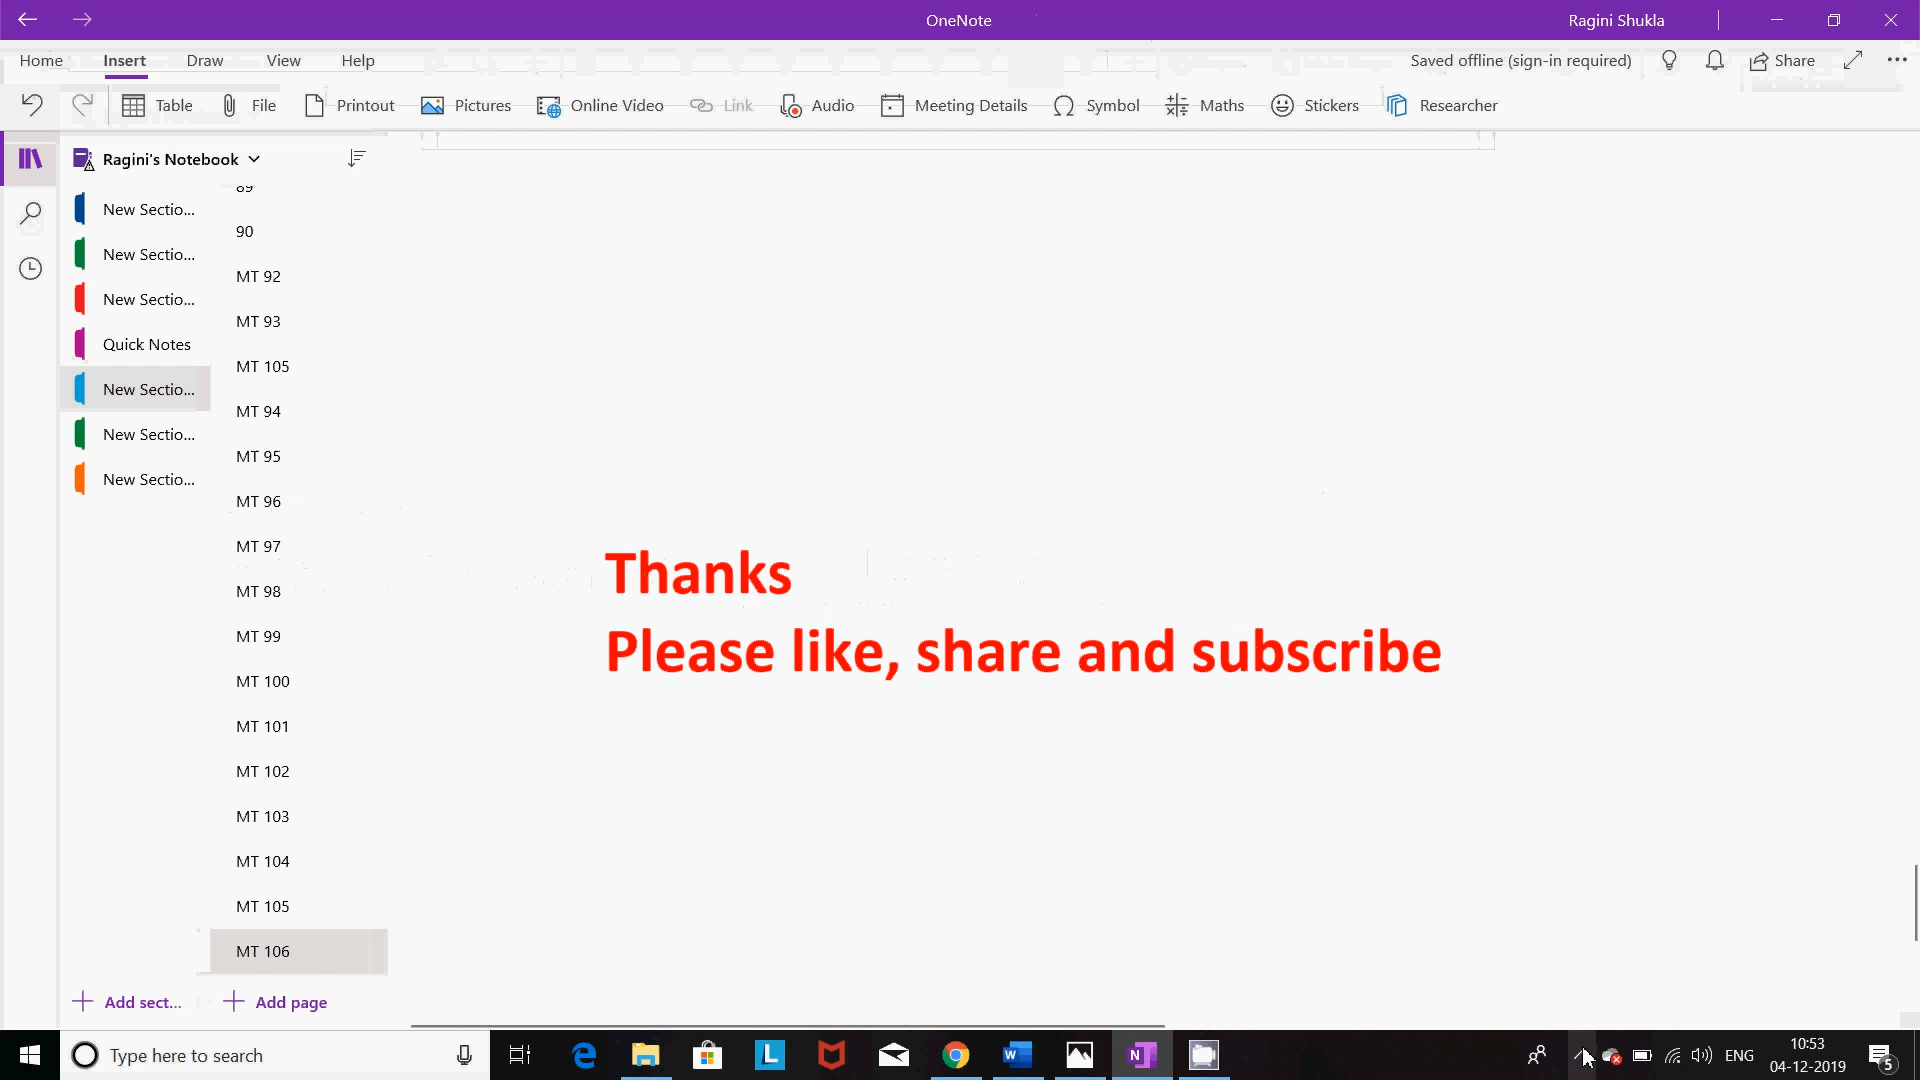 OneNote
Ragini Shukla
Home Insert Draw View Help
Saved offline (sign-in required) Share
Table File Printout Pictures Online Video Link Audio Meeting Details Symbol Maths Stickers Researcher
Ragini's Notebook
New Sectio...
New Sectio...
New Sectio...
Quick Notes
New Sectio...
New Sectio...
New Sectio...
89
90
MT 92
MT 93
MT 105
MT 94
MT 95
MT 96
MT 97
MT 98
MT 99
MT 100
MT 101
MT 102
MT 103
MT 104
MT 105
MT 106
Thanks
Please like, share and subscribe
Add sect... Add page
Type here to search
ENG
10:53
04-12-2019
5